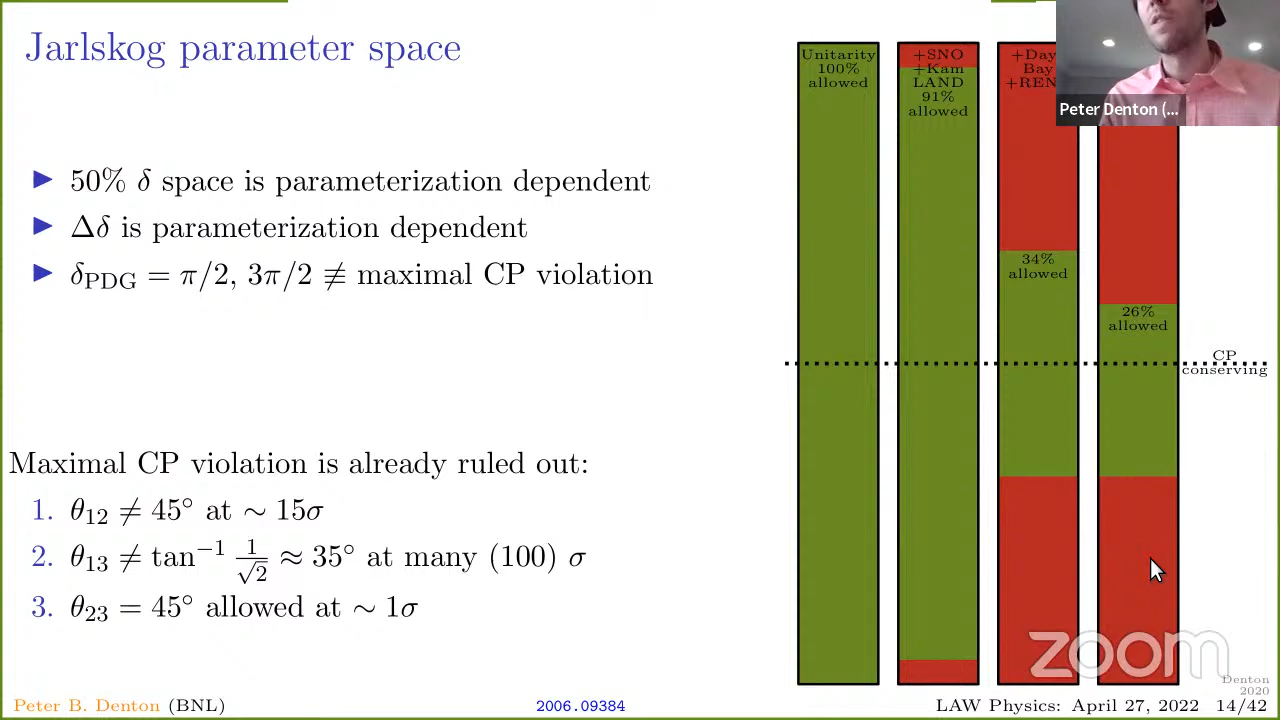 Jarlskog parameter space
▶ 50% δ space is parameterization dependent
▶ Δδ is parameterization dependent
▶ δPDG = π/2, 3π/2 ≢ maximal CP violation
Maximal CP violation is already ruled out:
1. θ12 ≠ 45° at ∼ 15σ
2. θ13 ≠ tan−1 1/√2 ≈ 35° at many (100) σ
3. θ23 = 45° allowed at ∼ 1σ
Unitarity
100%
allowed
+SNO
+Kam
LAND
91%
allowed
+Day
Bay
34%
allowed
26%
allowed
CP
conserving
Peter Denton (...
zoom
Denton
2020
Peter B. Denton (BNL)
2006.09384
LAW Physics: April 27, 2022 14/42